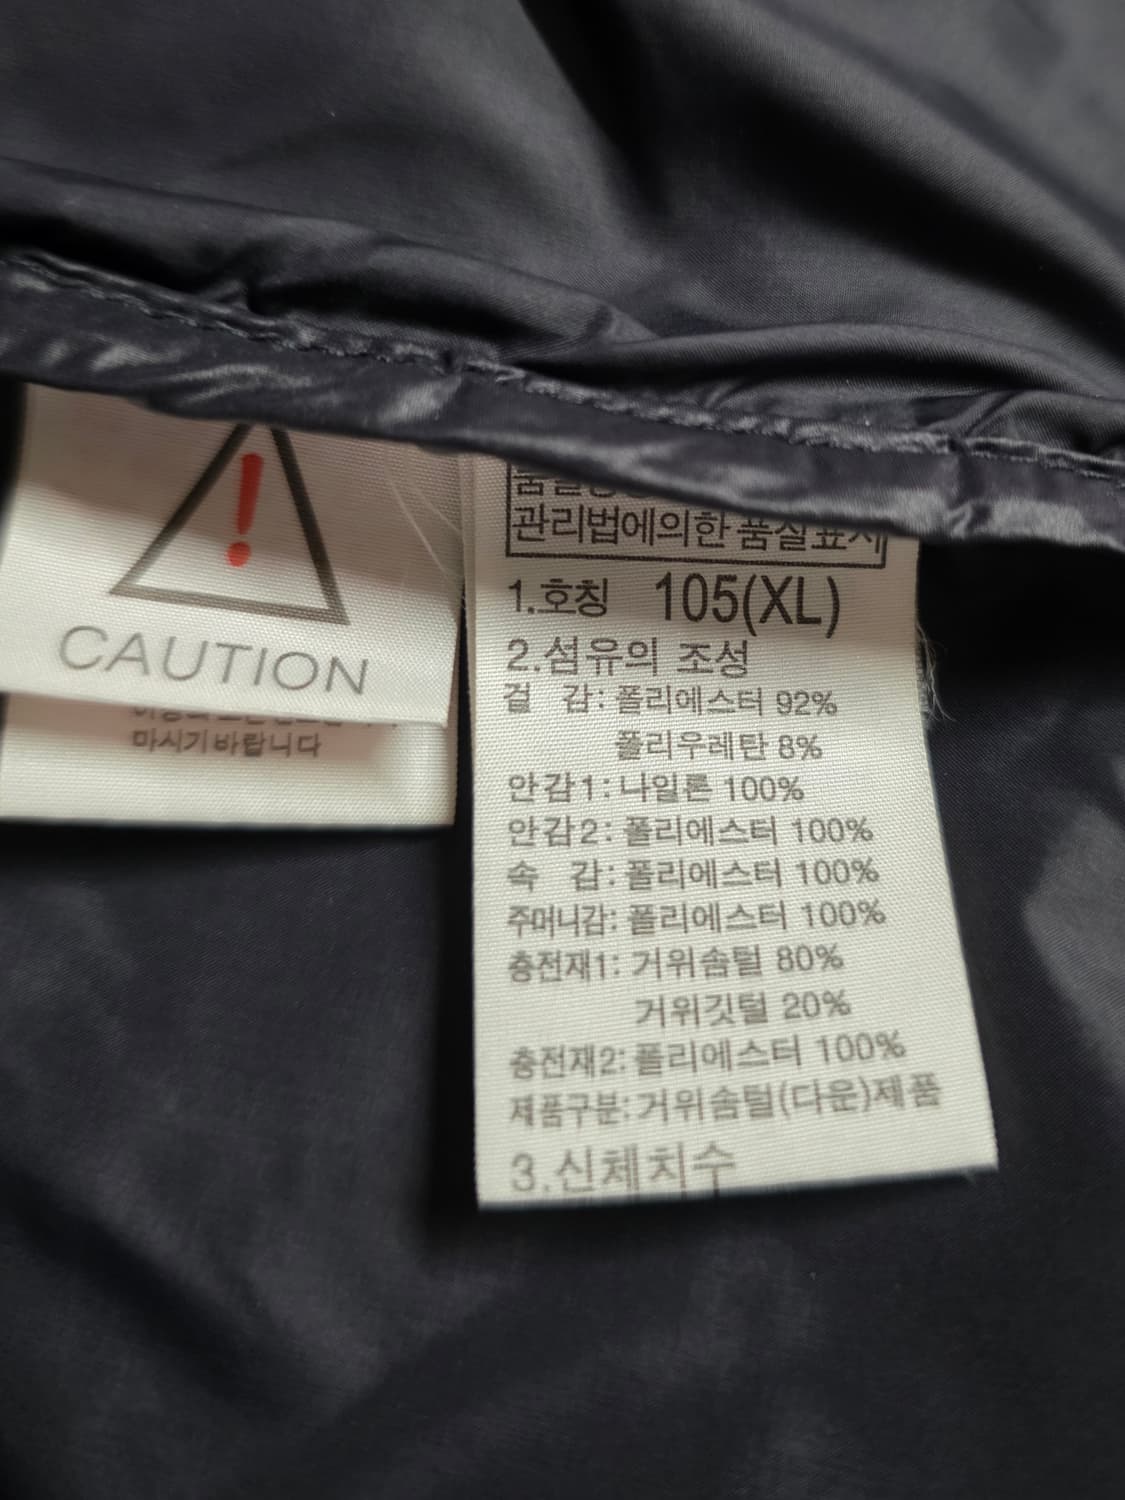 !
CAUTION
마시기 바랍니다
관리법에의한 품질표시
1.호칭 105(XL)
2.섬유의 조성
겉 감: 폴리에스터 92%
폴리우레탄 8%
안감1: 나일론 100%
안감2: 폴리에스터 100%
속 감: 폴리에스터 100%
주머니감: 폴리에스터 100%
충전재1: 거위솜털 80%
거위깃털 20%
충전재2: 폴리에스터 100%
제품구분: 거위솜털(다운)제품
3.신체치수